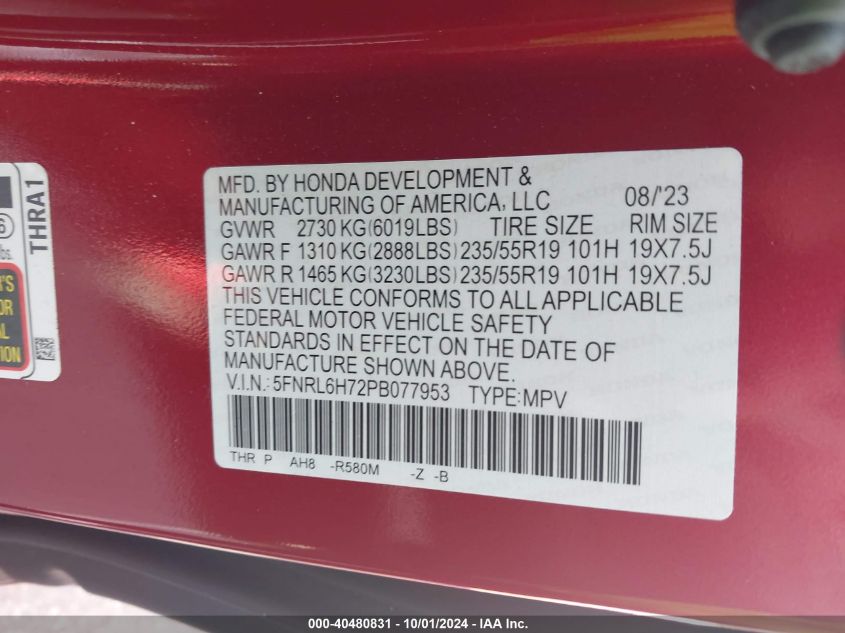 MFD. BY HONDA DEVELOPMENT &
MANUFACTURING OF AMERICA, LLC 08/'23
GVWR 2730 KG(6019LBS) TIRE SIZE RIM SIZE
GAWR F 1310 KG(2888LBS) 235/55R19 101H 19X7.5J
GAWR R 1465 KG(3230LBS) 235/55R19 101H 19X7.5J
THIS VEHICLE CONFORMS TO ALL APPLICABLE
FEDERAL MOTOR VEHICLE SAFETY
STANDARDS IN EFFECT ON THE DATE OF
MANUFACTURE SHOWN ABOVE.
V.I.N.: 5FNRL6H72PB077953 TYPE:MPV
THR P AH8 -R580M -Z -B
THRA1
000-40480831 - 10/01/2024 - IAA Inc.